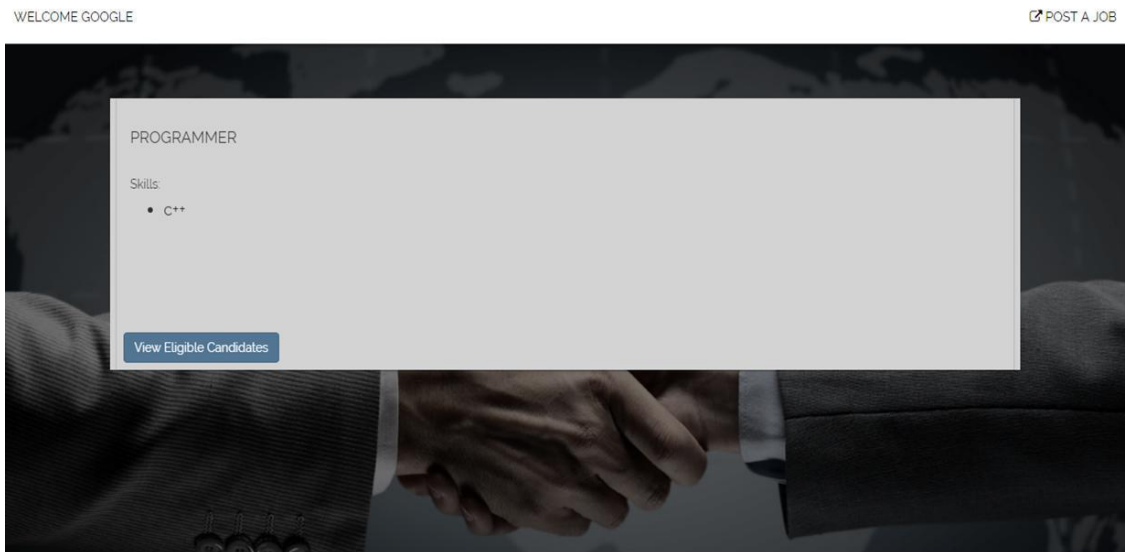 WELCOME GOOGLE
POST A JOB
PROGRAMMER
Skills:
C++
View Eligible Candidates